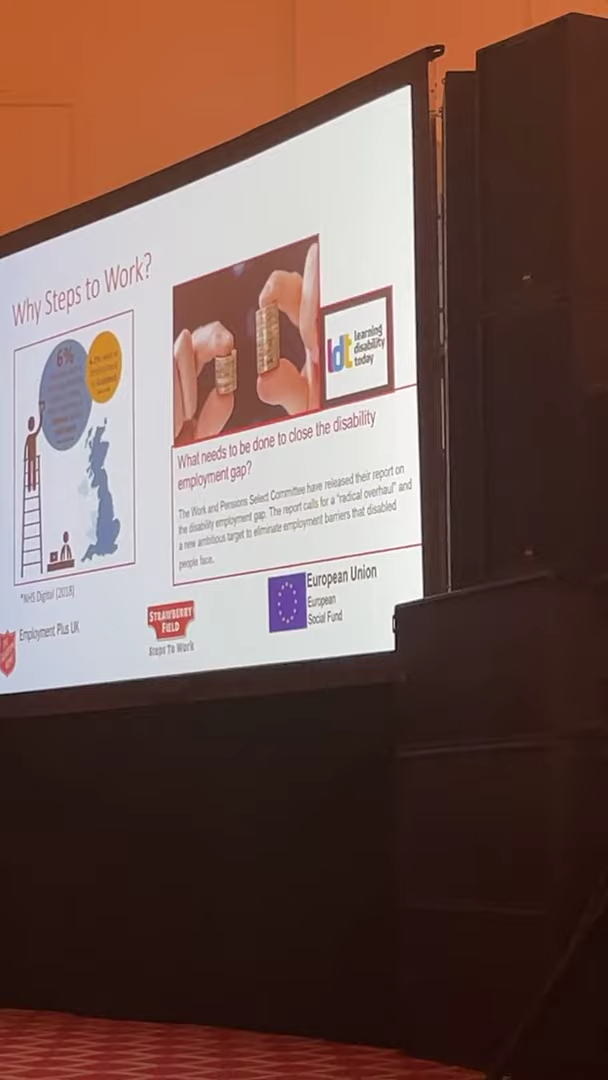 Why Steps to Work?
6%
*NHS Digital (2018)
ldt learning
disability
today
What needs to be done to close the disability
employment gap?
The Work and Pensions Select Committee have released their report on
the disability employment gap. The report calls for a "radical overhaul" and
a new ambitious target to eliminate employment barriers that disabled
people face.
Employment Plus UK
STRAWBERRY
FIELD
Steps To Work
European Union
European
Social Fund